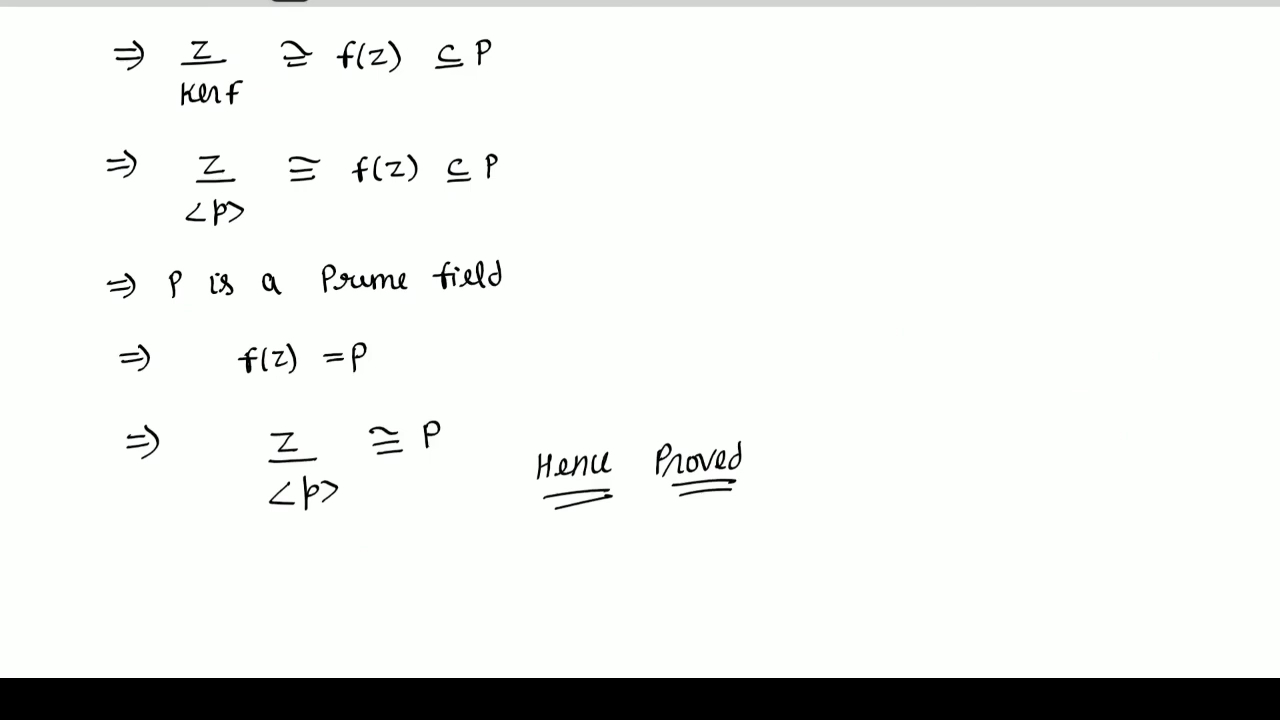 ⇒ Z/Kerf ≅ f(z) ⊆ P
⇒ Z/<p> ≅ f(z) ⊆ P
⇒ P is a Prime field
⇒ f(z) = P
⇒ Z/<p> ≅ P
Hence Proved